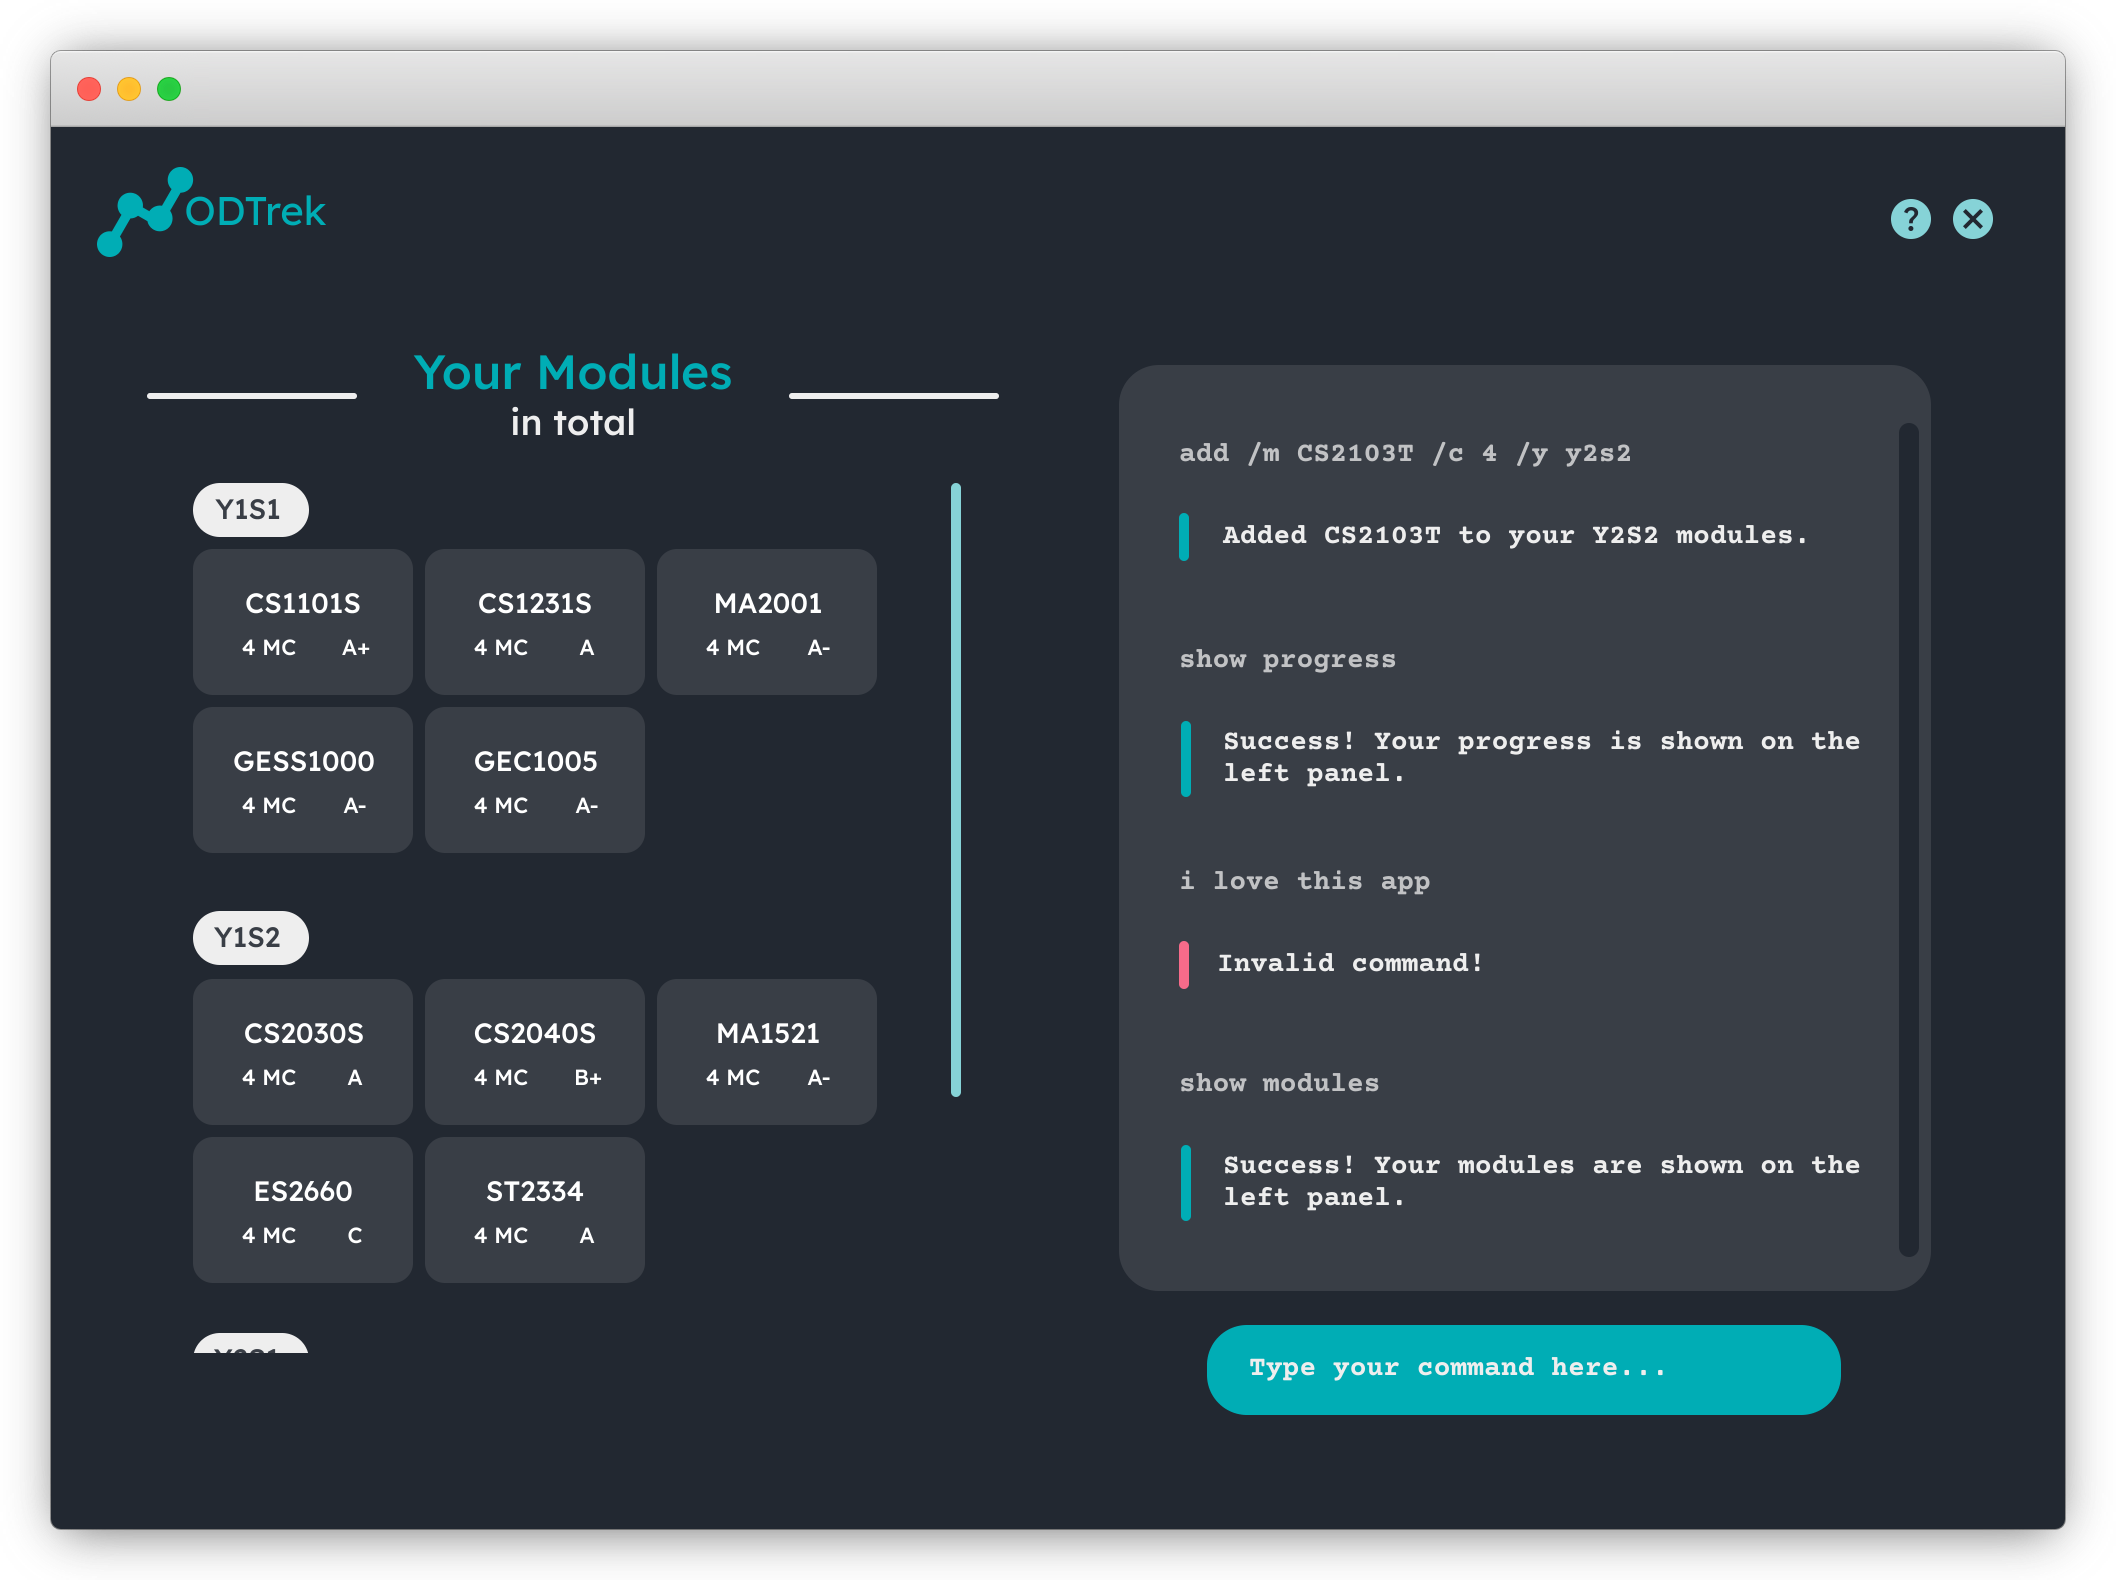 ODTrek
?
Your Modules
in total
Y1S1
CS1101S
4 MC A+
CS1231S
4 MC A
MA2001
4 MC A-
GESS1000
4 MC A-
GEC1005
4 MC A-
Y1S2
CS2030S
4 MC A
CS2040S
4 MC B+
MA1521
4 MC A-
ES2660
4 MC C
ST2334
4 MC A
add /m CS2103T /c 4 /y y2s2
Added CS2103T to your Y2S2 modules.
show progress
Success! Your progress is shown on the
left panel.
i love this app
Invalid command!
show modules
Success! Your modules are shown on the
left panel.
Type your command here...